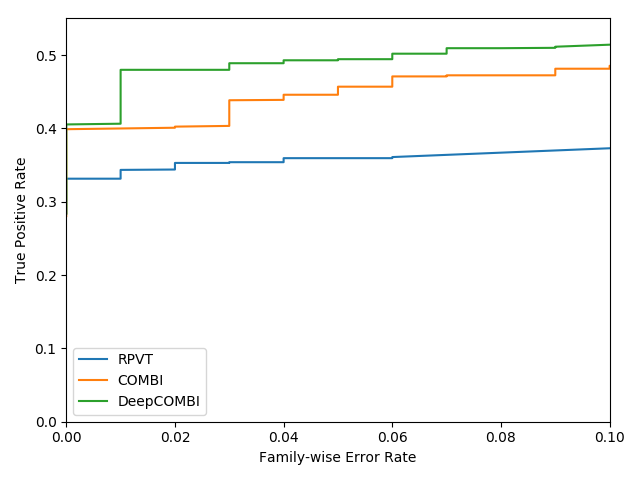 0.5
0.4
0.3
0.2
0.1
0.0
True Positive Rate
RPVT
COMBI
DeepCOMBI
0.00 0.02 0.04 0.06 0.08 0.10
Family-wise Error Rate